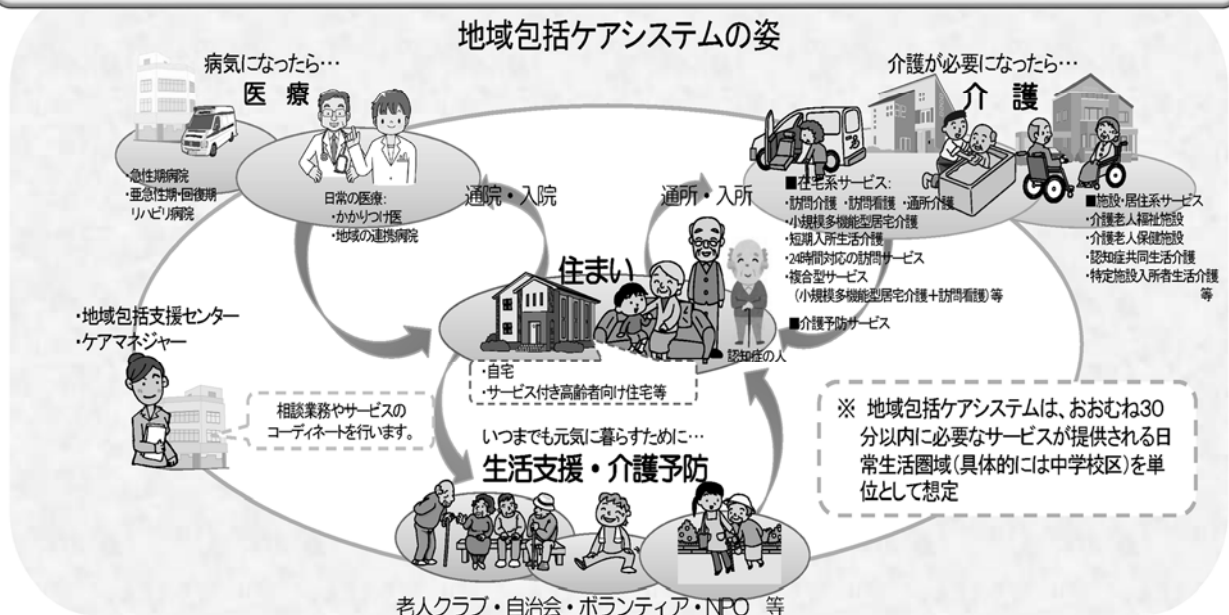 地域包括ケアシステムの姿
病気になったら…
医 療
・急性期病院
・亜急性期・回復期
リハビリ病院
日常の医療:
・かかりつけ医
・地域の連携病院
通院・入院
通所・入所
介護が必要になったら…
介 護
■在宅系サービス:
・訪問介護 ・訪問看護 ・通所介護
・小規模多機能型居宅介護
・短期入所生活介護
・24時間対応の訪問サービス
・複合型サービス
(小規模多機能型居宅介護+訪問看護)等
■介護予防サービス
■施設・居住系サービス
・介護老人福祉施設
・介護老人保健施設
・認知症共同生活介護
・特定施設入所者生活介護
等
住まい
認知症の人
・自宅
・サービス付き高齢者向け住宅等
・地域包括支援センター
・ケアマネジャー
相談業務やサービスの
コーディネートを行います。
いつまでも元気に暮らすために…
生活支援・介護予防
老人クラブ・自治会・ボランティア・NPO 等
※ 地域包括ケアシステムは、おおむね30
分以内に必要なサービスが提供される日
常生活圏域(具体的には中学校区)を単
位として想定